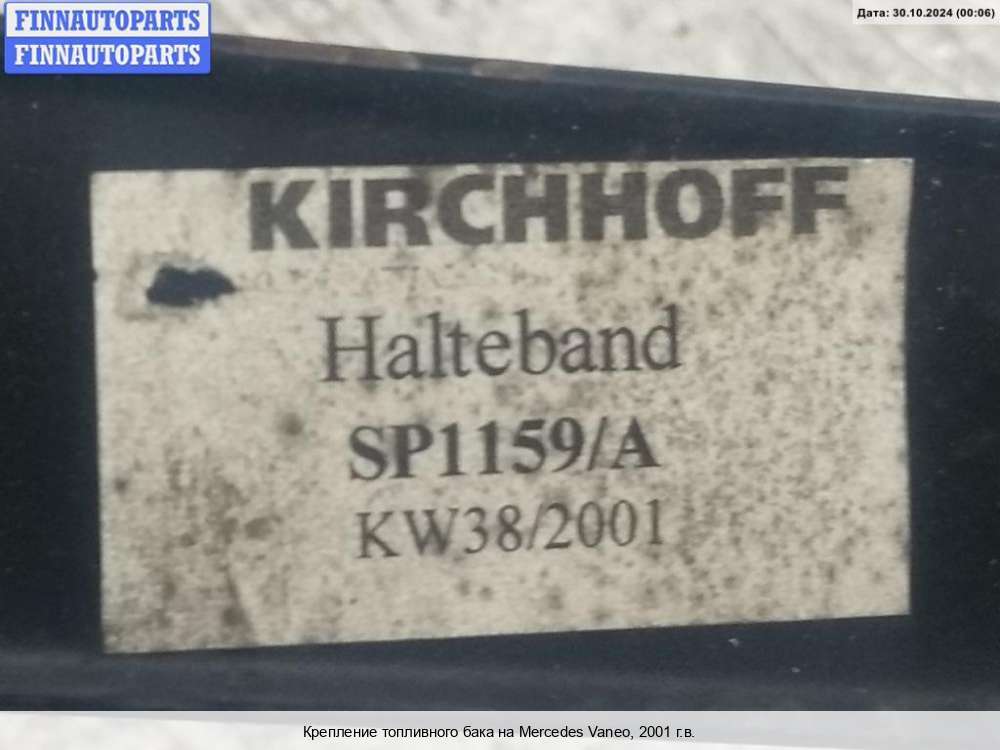 FINNAUTOPARTS
FINNAUTOPARTS
Дата: 30.10.2024 (00:06)
KIRCHHOFF
Halteband
SP1159/A
KW38/2001
Крепление топливного бака на Mercedes Vaneo, 2001 г.в.